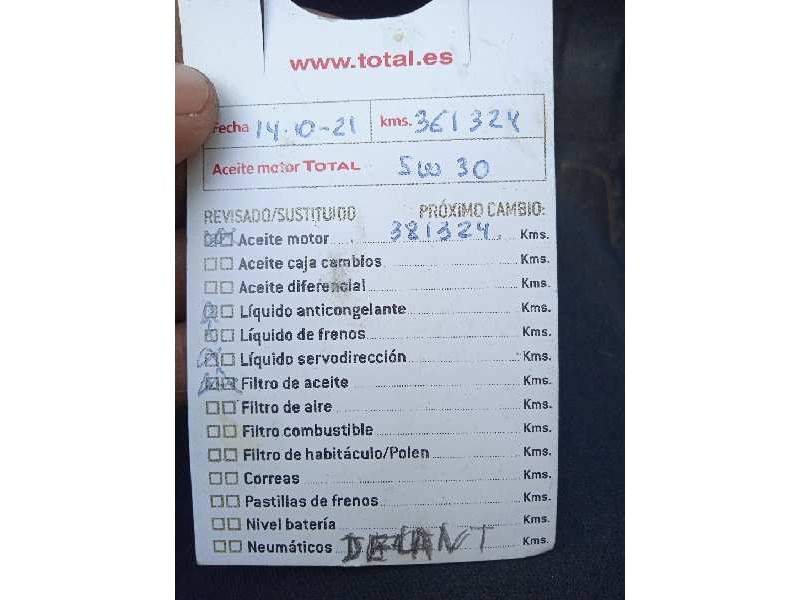 www.total.es
Fecha 14-10-21 kms. 361324
Aceite motor TOTAL 5W30
REVISADO/SUSTITUIDO PRÓXIMO CAMBIO:
Aceite motor 381324 Kms.
Aceite caja cambios Kms.
Aceite diferencial Kms.
Líquido anticongelante Kms.
Líquido de frenos Kms.
Líquido servodirección Kms.
Filtro de aceite Kms.
Filtro de aire Kms.
Filtro combustible Kms.
Filtro de habitáculo/Polen Kms.
Correas Kms.
Pastillas de frenos Kms.
Nivel batería Kms.
Neumáticos DELANT Kms.